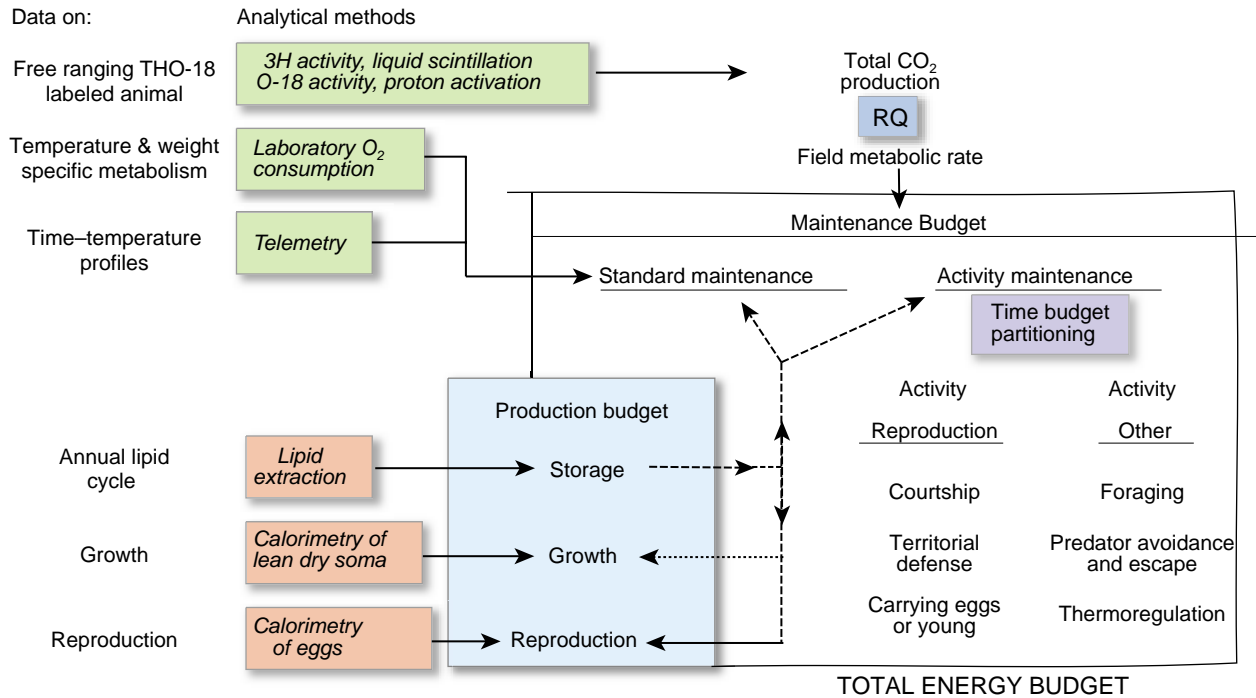 Data on:
Analytical methods
Free ranging THO-18
labeled animal
3H activity, liquid scintillation
O-18 activity, proton activation
Total CO₂
production
RQ
Field metabolic rate
Temperature & weight
specific metabolism
Laboratory O₂
consumption
Time–temperature
profiles
Telemetry
Maintenance Budget
Standard maintenance
Activity maintenance
Time budget
partitioning
Production budget
Annual lipid
cycle
Lipid
extraction
Storage
Growth
Calorimetry of
lean dry soma
Growth
Reproduction
Calorimetry
of eggs
Reproduction
Activity
Reproduction
Courtship
Territorial
defense
Carrying eggs
or young
Activity
Other
Foraging
Predator avoidance
and escape
Thermoregulation
TOTAL ENERGY BUDGET